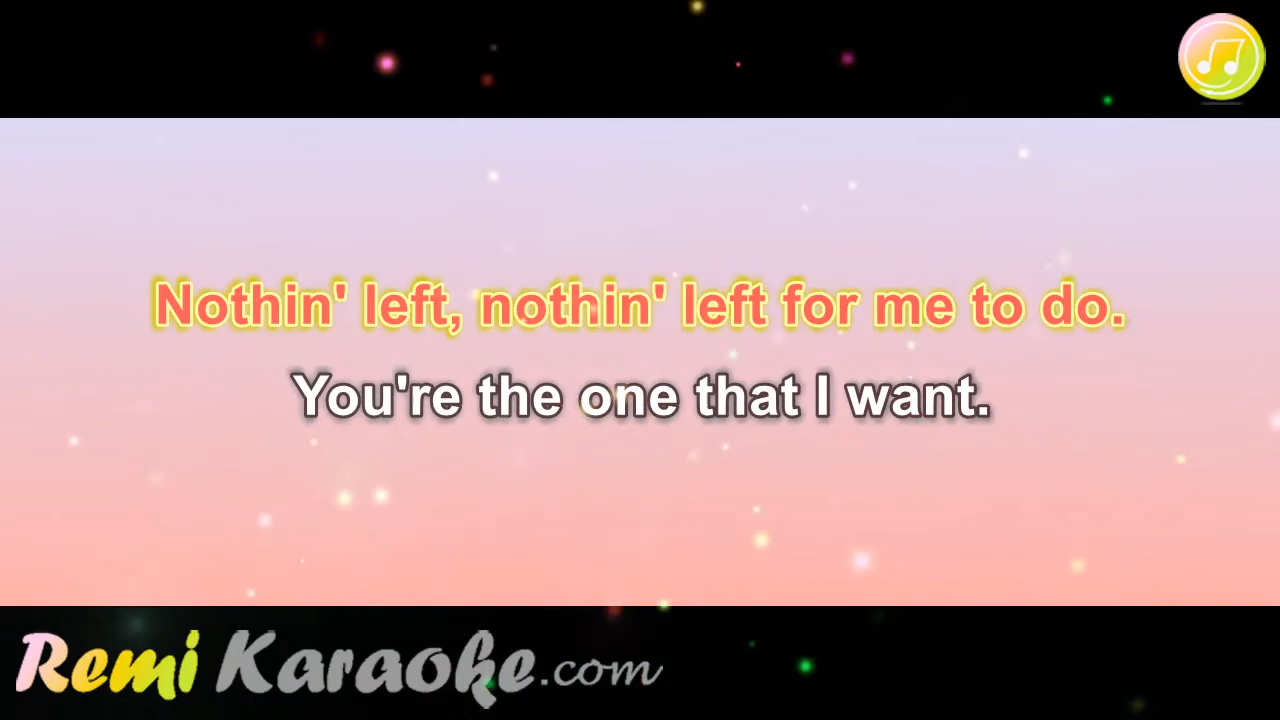 Nothin' left, nothin' left for me to do.
You're the one that I want.
Remi Karaoke.com